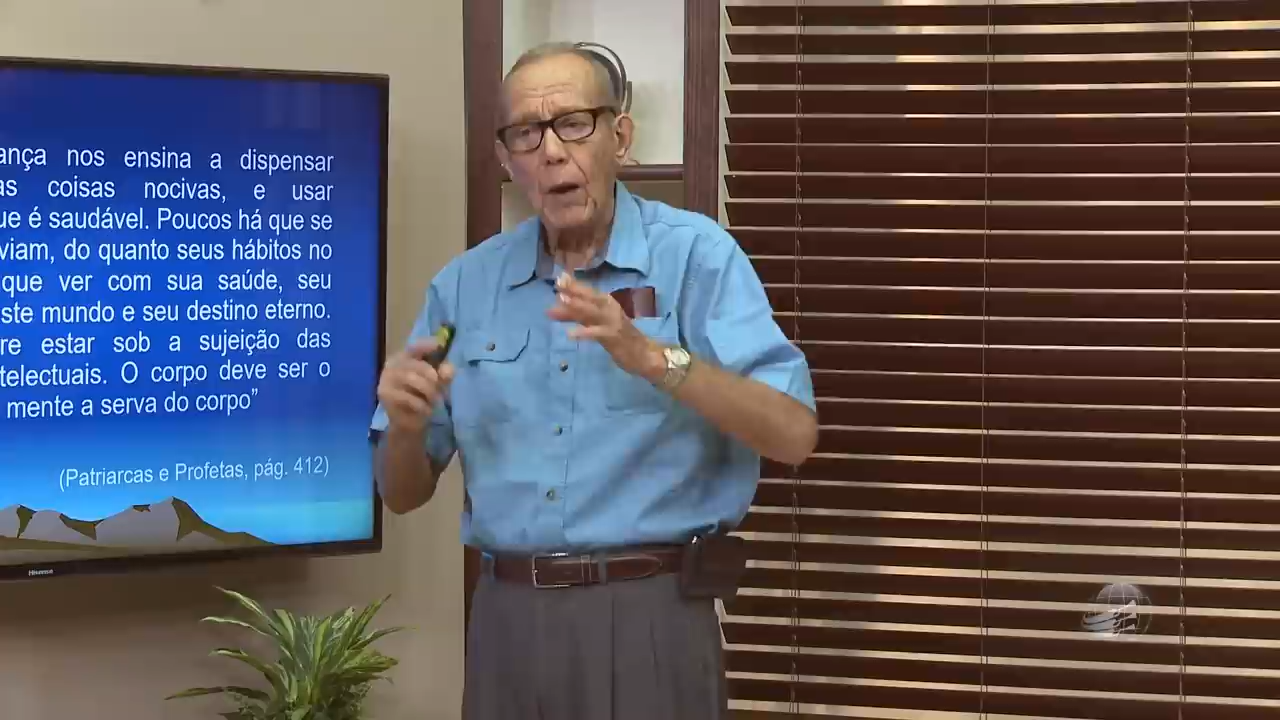 ança nos ensina a dispensar
as coisas nocivas, e usar
ue é saudável. Poucos há que se
viam, do quanto seus hábitos no
que ver com sua saúde, seu
ste mundo e seu destino eterno.
re estar sob a sujeição das
telectuais. O corpo deve ser o
mente a serva do corpo”
(Patriarcas e Profetas, pág. 412)
Hisense